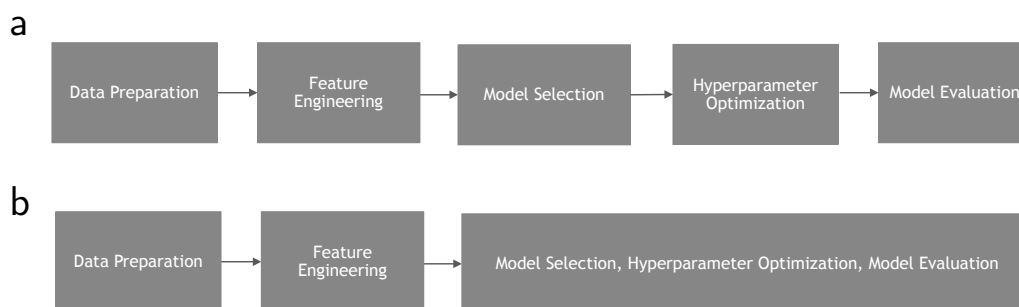 a
Data Preparation
Feature
Engineering
Model Selection
Hyperparameter
Optimization
Model Evaluation
b
Data Preparation
Feature
Engineering
Model Selection, Hyperparameter Optimization, Model Evaluation